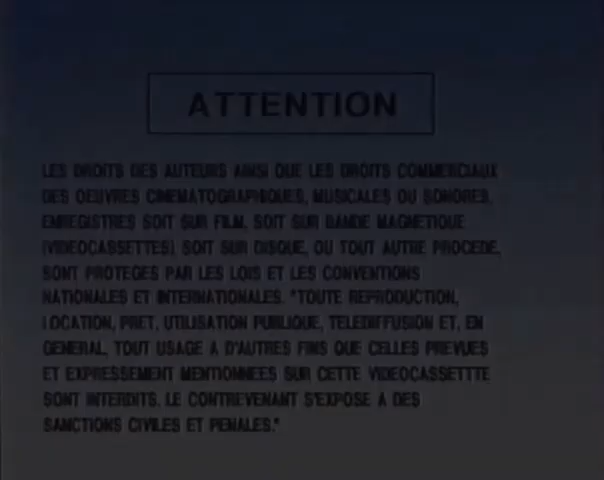 ATTENTION
LES DROITS DES AUTEURS AINSI QUE LES DROITS COMMERCIAUX
DES OEUVRES CINEMATOGRAPHIQUES, MUSICALES OU SONORES,
ENREGISTRES SOIT SUR FILM, SOIT SUR BANDE MAGNETIQUE
(VIDEOCASSETTES), SOIT SUR DISQUE, OU TOUT AUTRE PROCEDE,
SONT PROTEGES PAR LES LOIS ET LES CONVENTIONS
NATIONALES ET INTERNATIONALES. "TOUTE REPRODUCTION,
LOCATION, PRET, UTILISATION PUBLIQUE, TELEDIFFUSION ET, EN
GENERAL, TOUT USAGE A D'AUTRES FINS QUE CELLES PREVUES
ET EXPRESSEMENT MENTIONNEES SUR CETTE VIDEOCASSETTTE
SONT INTERDITS. LE CONTREVENANT S'EXPOSE A DES
SANCTIONS CIVILES ET PENALES."